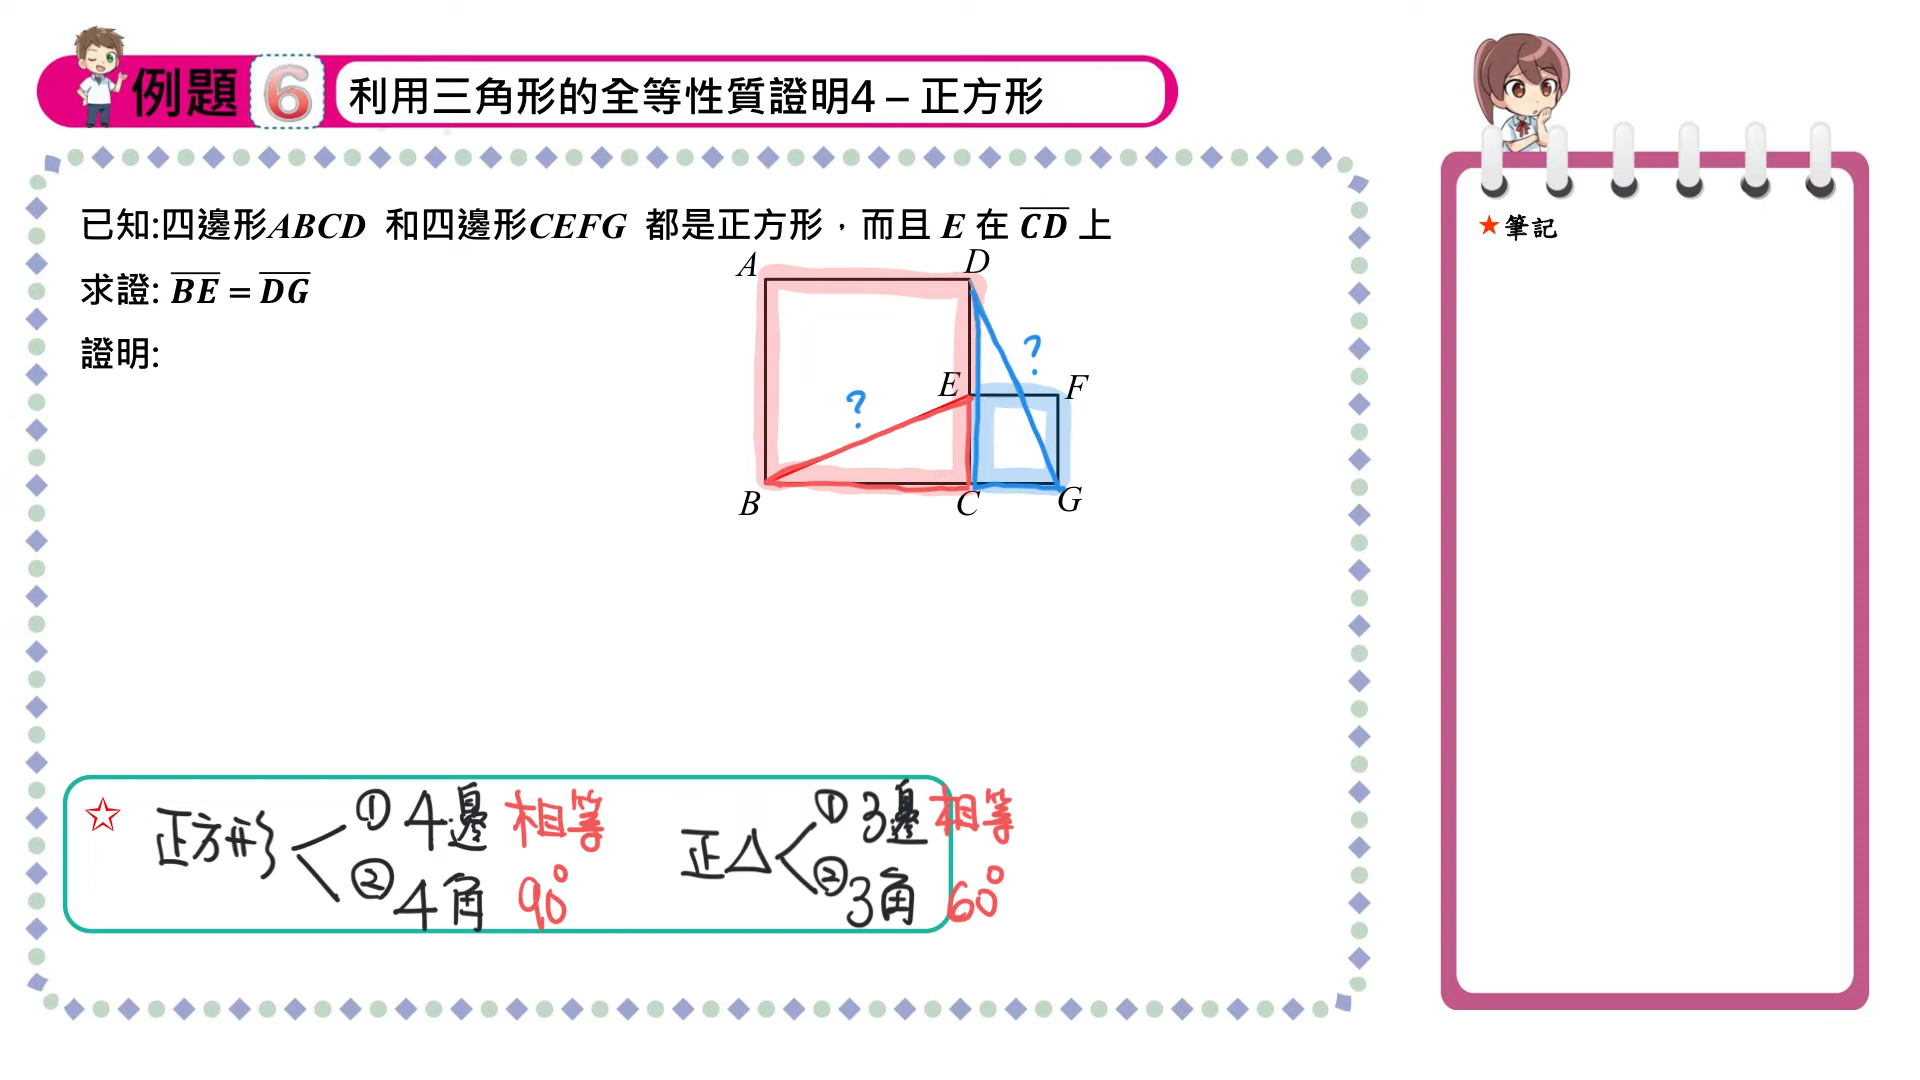 例題 6 利用三角形的全等性質證明4 – 正方形
已知:四邊形ABCD 和四邊形CEFG 都是正方形，而且 E 在 CD 上
求證: BE = DG
證明:
A D
? ?
E F
B C G
★筆記
☆ 正方形 ① 4邊 相等 正△ ① 3邊 相等
② 4角 90° ② 3角 60°